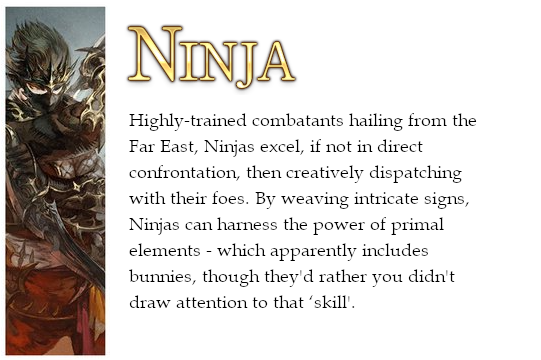 NINJA
Highly-trained combatants hailing from the
Far East, Ninjas excel, if not in direct
confrontation, then creatively dispatching
with their foes. By weaving intricate signs,
Ninjas can harness the power of primal
elements - which apparently includes
bunnies, though they'd rather you didn't
draw attention to that ‘skill'.